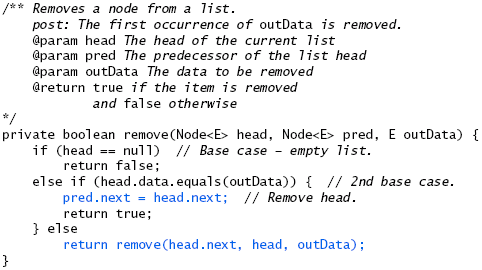 /** Removes a node from a list.
    post: The first occurrence of outData is removed.
    @param head The head of the current list
    @param pred The predecessor of the list head
    @param outData The data to be removed
    @return true if the item is removed
            and false otherwise
*/
private boolean remove(Node<E> head, Node<E> pred, E outData) {
    if (head == null)  // Base case – empty list.
        return false;
    else if (head.data.equals(outData)) {  // 2nd base case.
        pred.next = head.next;  // Remove head.
        return true;
    } else
        return remove(head.next, head, outData);
}